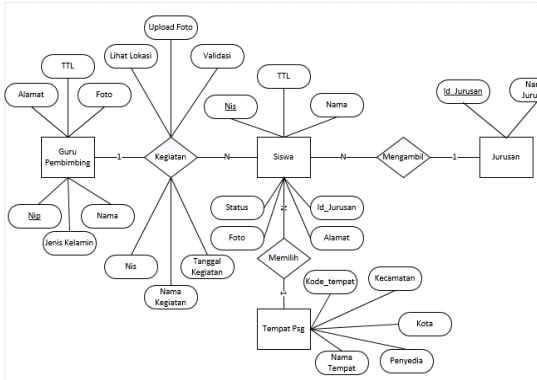 Upload Foto
Lihat Lokasi
Validasi
TTL
TTL
Alamat
Foto
Nis
Nama
Id_Jurusan
Guru
Pembimbing
1
Kegiatan
N
Siswa
N
Mengambil
1
Jurusan
Nip
Nama
Jenis Kelamin
Status
Id_Jurusan
Foto
Alamat
N
Nis
Nama
Kegiatan
Tanggal
Kegiatan
Memilih
1
Kode_tempat
Kecamatan
Kota
Tempat Psg
Nama
Tempat
Penyedia